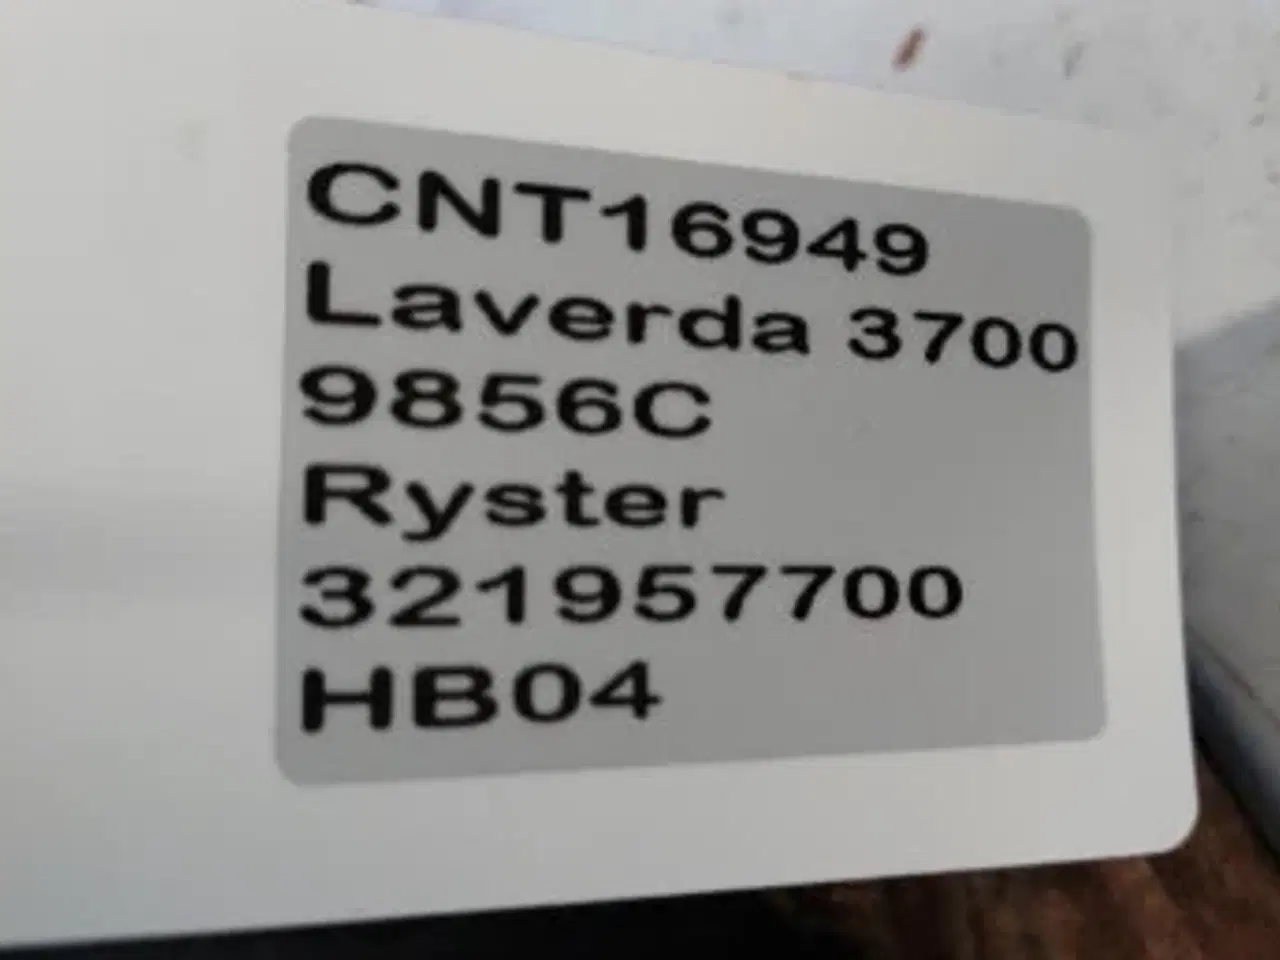 CNT16949
Laverda 3700
9856C
Ryster
321957700
HB04